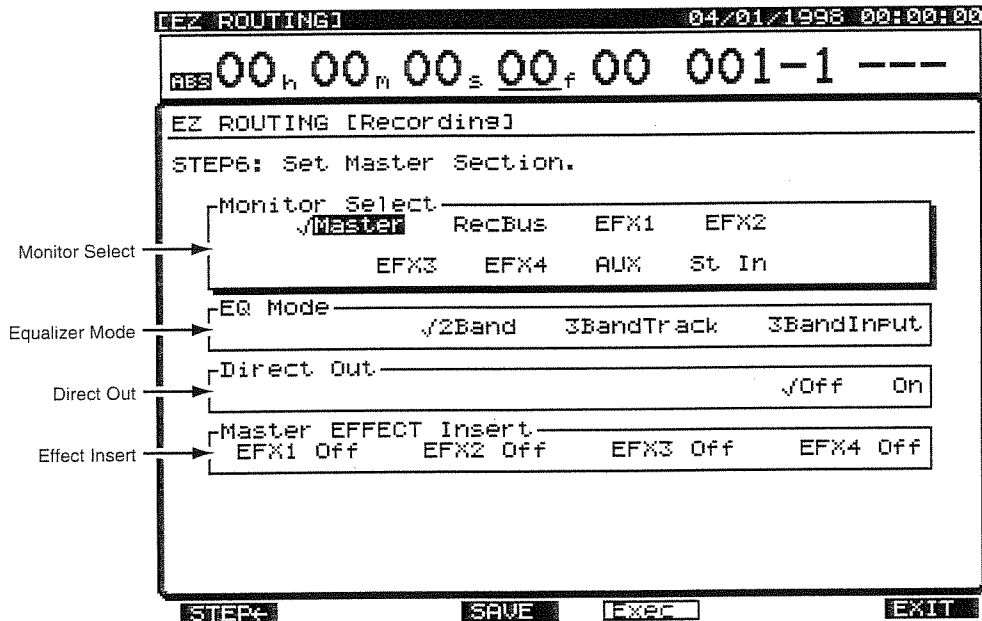 [EZ ROUTING] 04/01/1998 00:00:00
ABS 00h 00m 00s 00f 00 001-1 ---
EZ ROUTING [Recording]
STEP6: Set Master Section.
Monitor Select
√Master RecBus EFX1 EFX2
Monitor Select
EFX3 EFX4 AUX St In
EQ Mode
Equalizer Mode
√2Band 3BandTrack 3BandInput
Direct Out
Direct Out
√Off On
Master EFFECT Insert
Effect Insert
EFX1 Off EFX2 Off EFX3 Off EFX4 Off
STEP← SAVE Exec EXIT